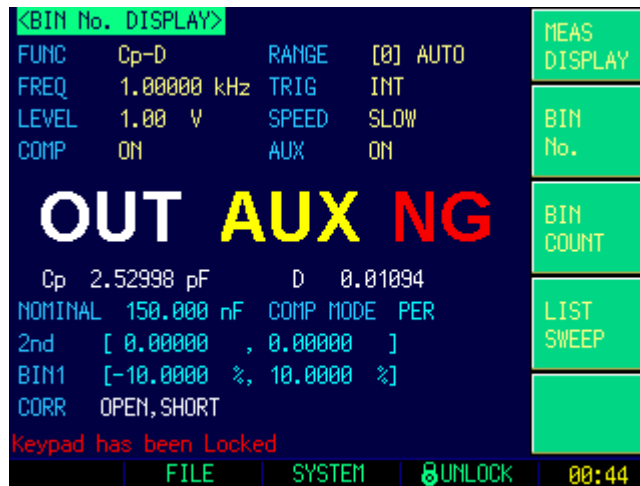 <BIN No. DISPLAY>
FUNC Cp-D RANGE [0] AUTO
FREQ 1.00000 kHz TRIG INT
LEVEL 1.00 V SPEED SLOW
COMP ON AUX ON
OUT AUX NG
Cp 2.52998 pF D 0.01094
NOMINAL 150.000 nF COMP MODE PER
2nd [ 0.00000 , 0.00000 ]
BIN1 [-10.0000 %, 10.0000 %]
CORR OPEN,SHORT
Keypad has been Locked
MEAS
DISPLAY
BIN
No.
BIN
COUNT
LIST
SWEEP
FILE SYSTEM UNLOCK 00:44